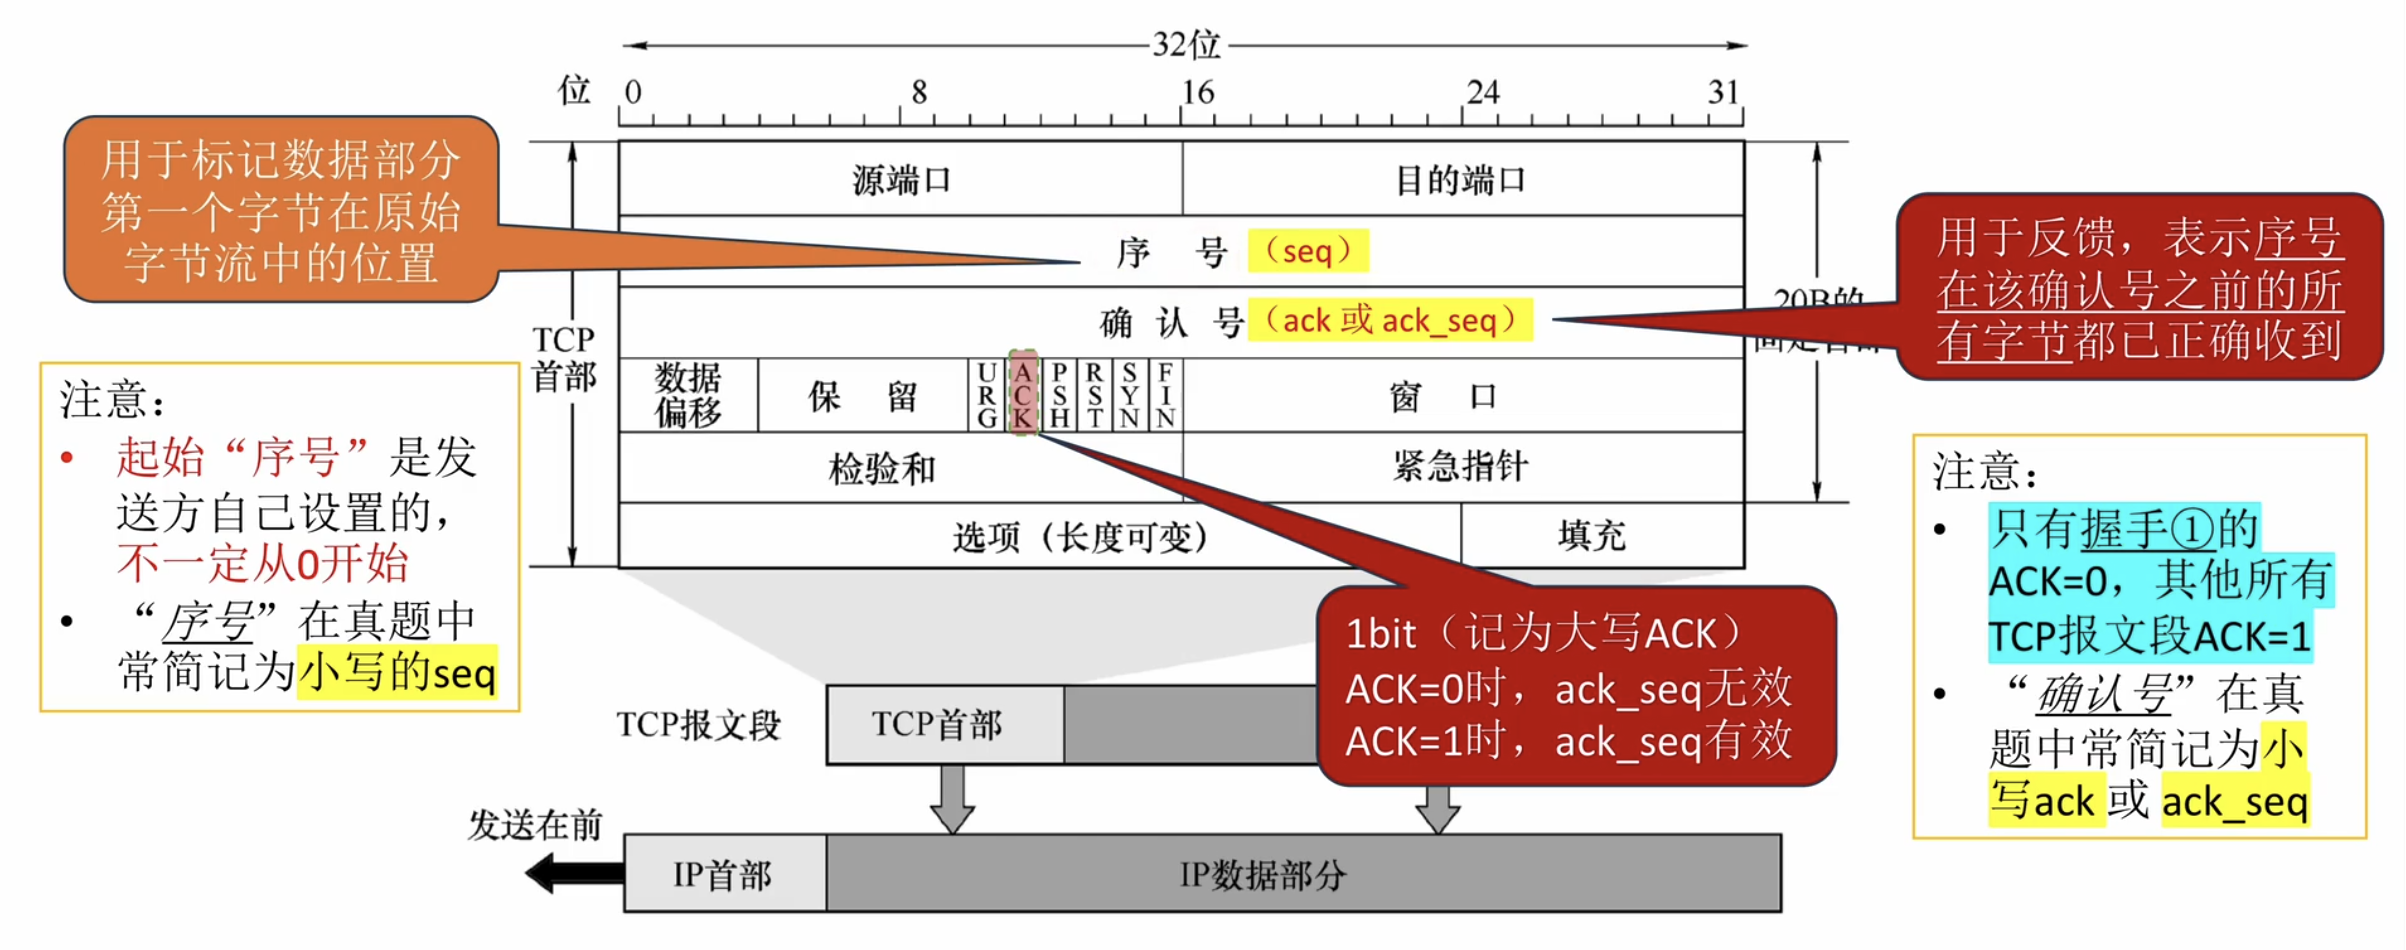 32位
位 0 8 16 24 31
用于标记数据部分
第一个字节在原始
字节流中的位置
源端口 目的端口
序 号（seq）
确 认 号（ack 或 ack_seq）
用于反馈，表示序号
在该确认号之前的所
有字节都已正确收到
20B的
TCP
首部
数据
偏移
保 留
URG ACK PSH RST SYN FIN
窗 口
检验和 紧急指针
选项（长度可变） 填充
注意：
• 起始“序号”是发
送方自己设置的，
不一定从0开始
• “序号”在真题中
常简记为小写的seq
1bit（记为大写ACK）
ACK=0时，ack_seq无效
ACK=1时，ack_seq有效
注意：
• 只有握手①的
ACK=0，其他所有
TCP报文段ACK=1
• “确认号”在真
题中常简记为小
写ack 或 ack_seq
TCP报文段 TCP首部
发送在前
IP首部 IP数据部分